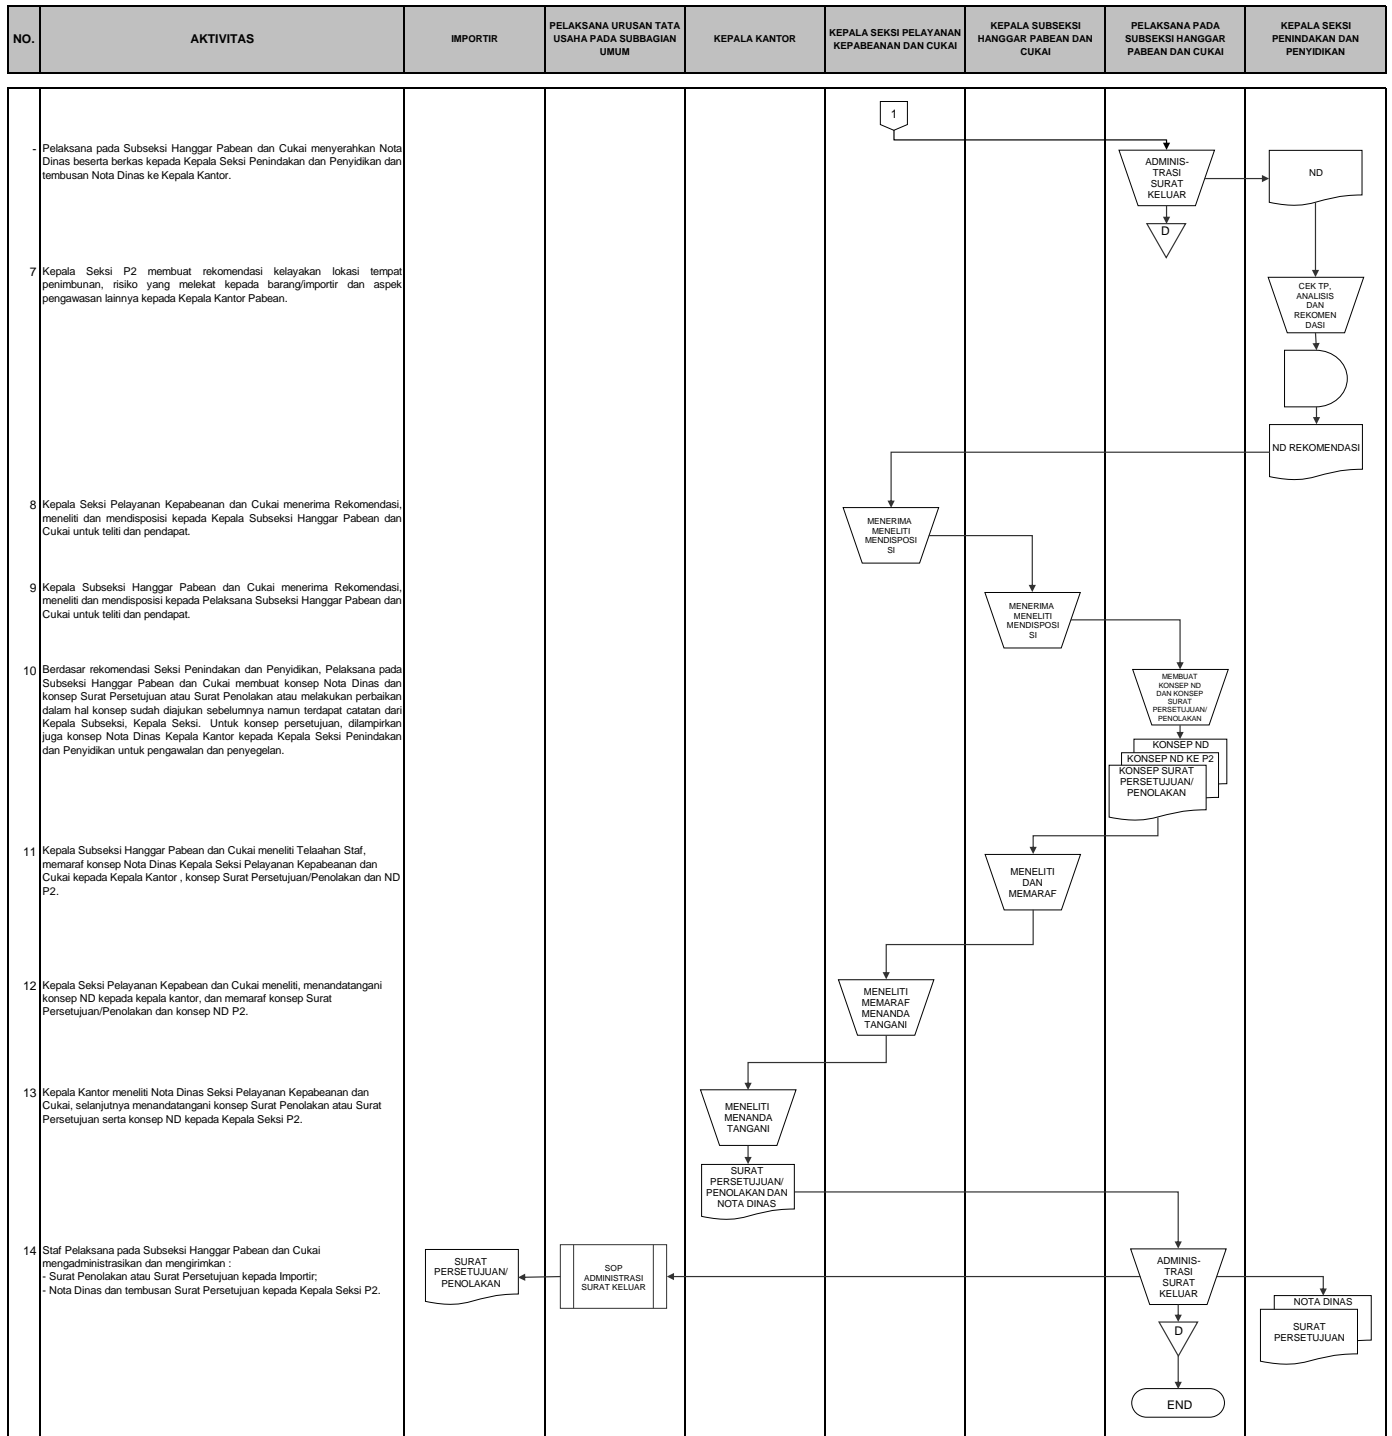 NO.
AKTIVITAS
IMPORTIR
PELAKSANA URUSAN TATA
USAHA PADA SUBBAGIAN
UMUM
KEPALA KANTOR
KEPALA SEKSI PELAYANAN
KEPABEANAN DAN CUKAI
KEPALA SUBSEKSI
HANGGAR PABEAN DAN
CUKAI
PELAKSANA PADA
SUBSEKSI HANGGAR
PABEAN DAN CUKAI
KEPALA SEKSI
PENINDAKAN DAN
PENYIDIKAN
1
- Pelaksana pada Subseksi Hanggar Pabean dan Cukai menyerahkan Nota
Dinas beserta berkas kepada Kepala Seksi Penindakan dan Penyidikan dan
tembusan Nota Dinas ke Kepala Kantor.
ADMINIS-
TRASI
SURAT
KELUAR
ND
D
7 Kepala Seksi P2 membuat rekomendasi kelayakan lokasi tempat
penimbunan, risiko yang melekat kepada barang/importir dan aspek
pengawasan lainnya kepada Kepala Kantor Pabean.
CEK TP,
ANALISIS
DAN
REKOMEN
DASI
ND REKOMENDASI
8 Kepala Seksi Pelayanan Kepabeanan dan Cukai menerima Rekomendasi,
meneliti dan mendisposisi kepada Kepala Subseksi Hanggar Pabean dan
Cukai untuk teliti dan pendapat.
MENERIMA
MENELITI
MENDISPOSI
SI
9 Kepala Subseksi Hanggar Pabean dan Cukai menerima Rekomendasi,
meneliti dan mendisposisi kepada Pelaksana Subseksi Hanggar Pabean dan
Cukai untuk teliti dan pendapat.
MENERIMA
MENELITI
MENDISPOSI
SI
10 Berdasar rekomendasi Seksi Penindakan dan Penyidikan, Pelaksana pada
Subseksi Hanggar Pabean dan Cukai membuat konsep Nota Dinas dan
konsep Surat Persetujuan atau Surat Penolakan atau melakukan perbaikan
dalam hal konsep sudah diajukan sebelumnya namun terdapat catatan dari
Kepala Subseksi, Kepala Seksi. Untuk konsep persetujuan, dilampirkan
juga konsep Nota Dinas Kepala Kantor kepada Kepala Seksi Penindakan
dan Penyidikan untuk pengawalan dan penyegelan.
MEMBUAT
KONSEP ND
DAN KONSEP
SURAT
PERSETUJUAN/
PENOLAKAN
KONSEP ND
KONSEP ND KE P2
KONSEP SURAT
PERSETUJUAN/
PENOLAKAN
11 Kepala Subseksi Hanggar Pabean dan Cukai meneliti Telaahan Staf,
memaraf konsep Nota Dinas Kepala Seksi Pelayanan Kepabeanan dan
Cukai kepada Kepala Kantor , konsep Surat Persetujuan/Penolakan dan ND
P2.
MENELITI
DAN
MEMARAF
12 Kepala Seksi Pelayanan Kepabean dan Cukai meneliti, menandatangani
konsep ND kepada kepala kantor, dan memaraf konsep Surat
Persetujuan/Penolakan dan konsep ND P2.
MENELITI
MEMARAF
MENANDA
TANGANI
13 Kepala Kantor meneliti Nota Dinas Seksi Pelayanan Kepabeanan dan
Cukai, selanjutnya menandatangani konsep Surat Penolakan atau Surat
Persetujuan serta konsep ND kepada Kepala Seksi P2.
MENELITI
MENANDA
TANGANI
SURAT
PERSETUJUAN/
PENOLAKAN DAN
NOTA DINAS
14 Staf Pelaksana pada Subseksi Hanggar Pabean dan Cukai
mengadministrasikan dan mengirimkan :
- Surat Penolakan atau Surat Persetujuan kepada Importir;
- Nota Dinas dan tembusan Surat Persetujuan kepada Kepala Seksi P2.
SURAT
PERSETUJUAN/
PENOLAKAN
SOP
ADMINISTRASI
SURAT KELUAR
ADMINIS-
TRASI
SURAT
KELUAR
NOTA DINAS
SURAT
PERSETUJUAN
D
END